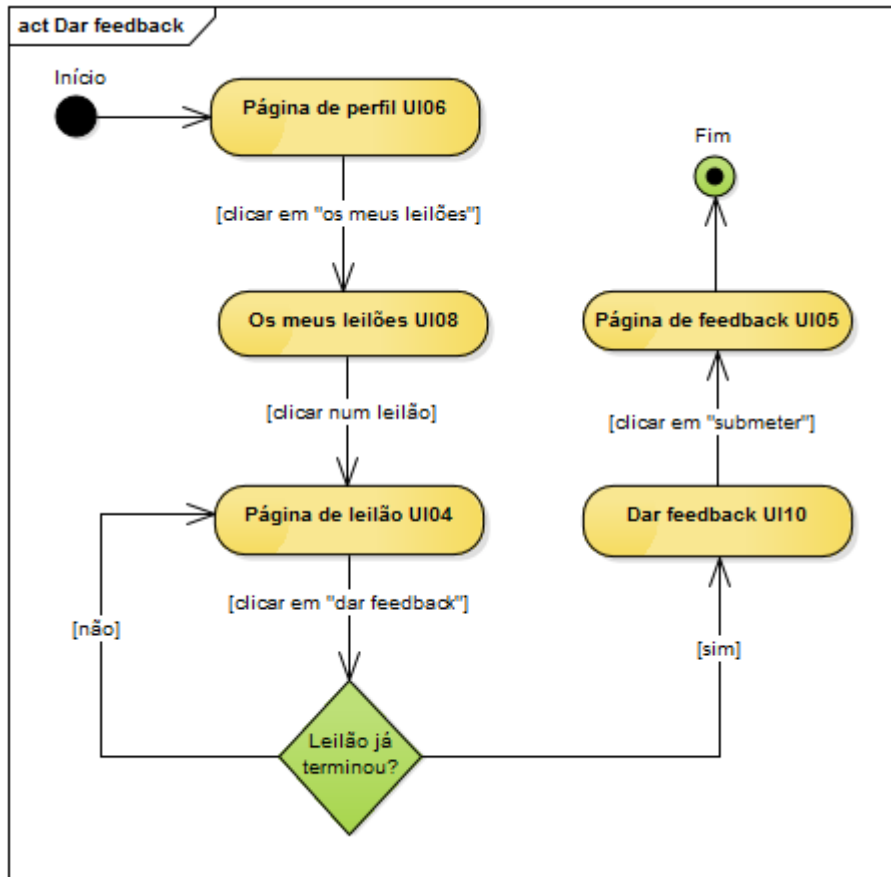 act Dar feedback
Início
Página de perfil UI06
[clicar em "os meus leilões"]
Os meus leilões UI08
[clicar num leilão]
Página de leilão UI04
[clicar em "dar feedback"]
[não]
Leilão já
terminou?
[sim]
Dar feedback UI10
[clicar em "submeter"]
Página de feedback UI05
Fim